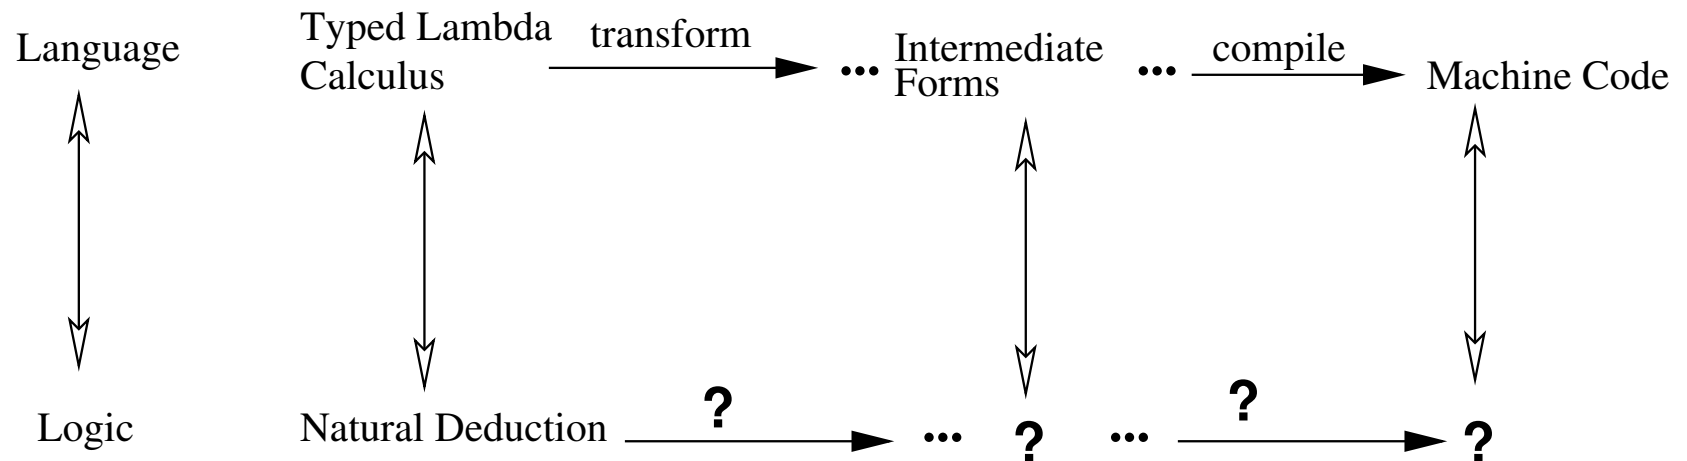 Language
Typed Lambda
Calculus
transform
...
Intermediate
Forms
...
compile
Machine Code
Logic
Natural Deduction
?
...
?
...
?
?